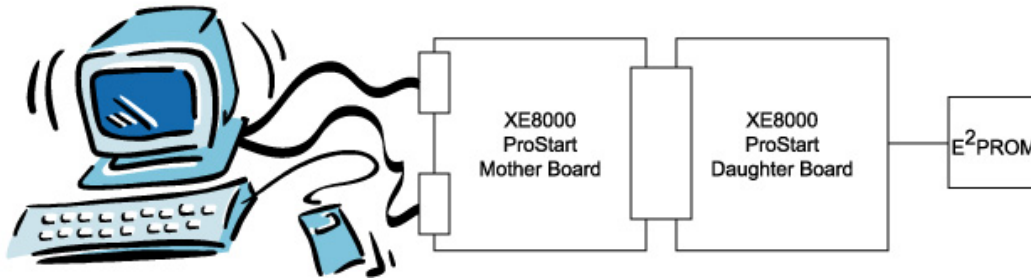 XE8000
ProStart
Mother Board
XE8000
ProStart
Daughter Board
E²PROM